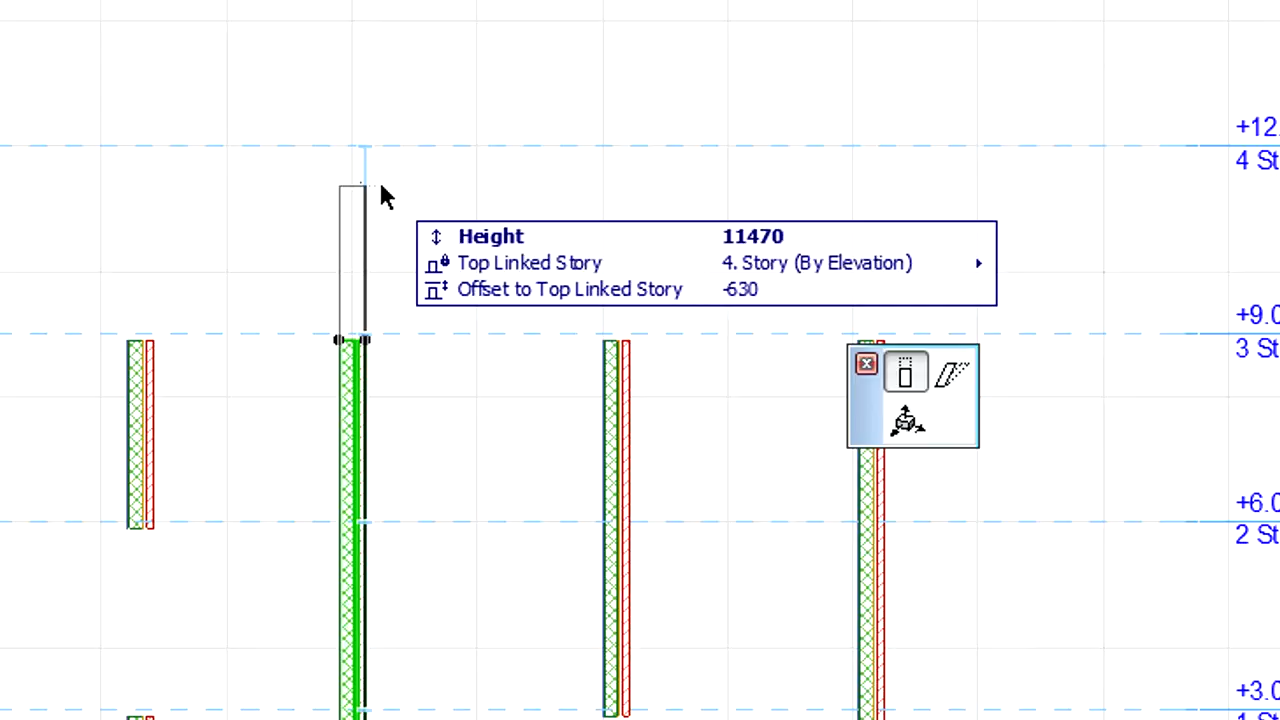 +12.
4 St
Height 11470
Top Linked Story 4. Story (By Elevation)
Offset to Top Linked Story -630
+9.0
3 St
+6.0
2 St
+3.0